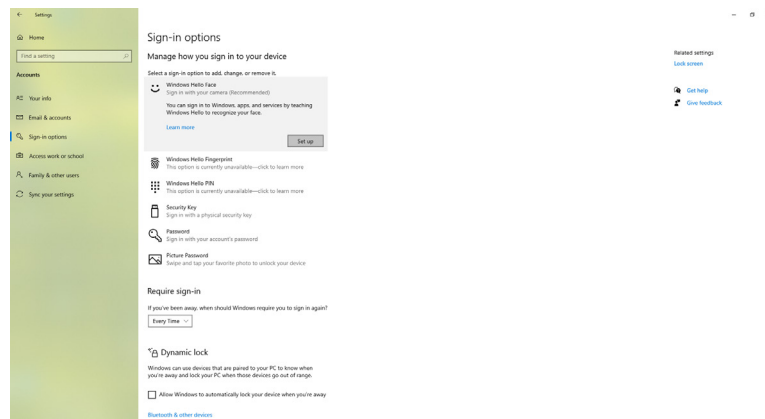 Settings
Home
Find a setting
Accounts
Your info
Email & accounts
Sign-in options
Access work or school
Family & other users
Sync your settings
Sign-in options
Manage how you sign in to your device
Select a sign-in option to add, change, or remove it.
Windows Hello Face
Sign in with your camera (Recommended)
You can sign in to Windows, apps, and services by teaching
Windows Hello to recognize your face.
Learn more
Set up
Windows Hello Fingerprint
This option is currently unavailable—click to learn more
Windows Hello PIN
This option is currently unavailable—click to learn more
Security Key
Sign in with a physical security key
Password
Sign in with your account's password
Picture Password
Swipe and tap your favorite photo to unlock your device
Require sign-in
If you've been away, when should Windows require you to sign in again?
Every Time
Dynamic lock
Windows can use devices that are paired to your PC to know when
you're away and lock your PC when those devices go out of range.
Allow Windows to automatically lock your device when you're away
Bluetooth & other devices
Related settings
Lock screen
Get help
Give feedback